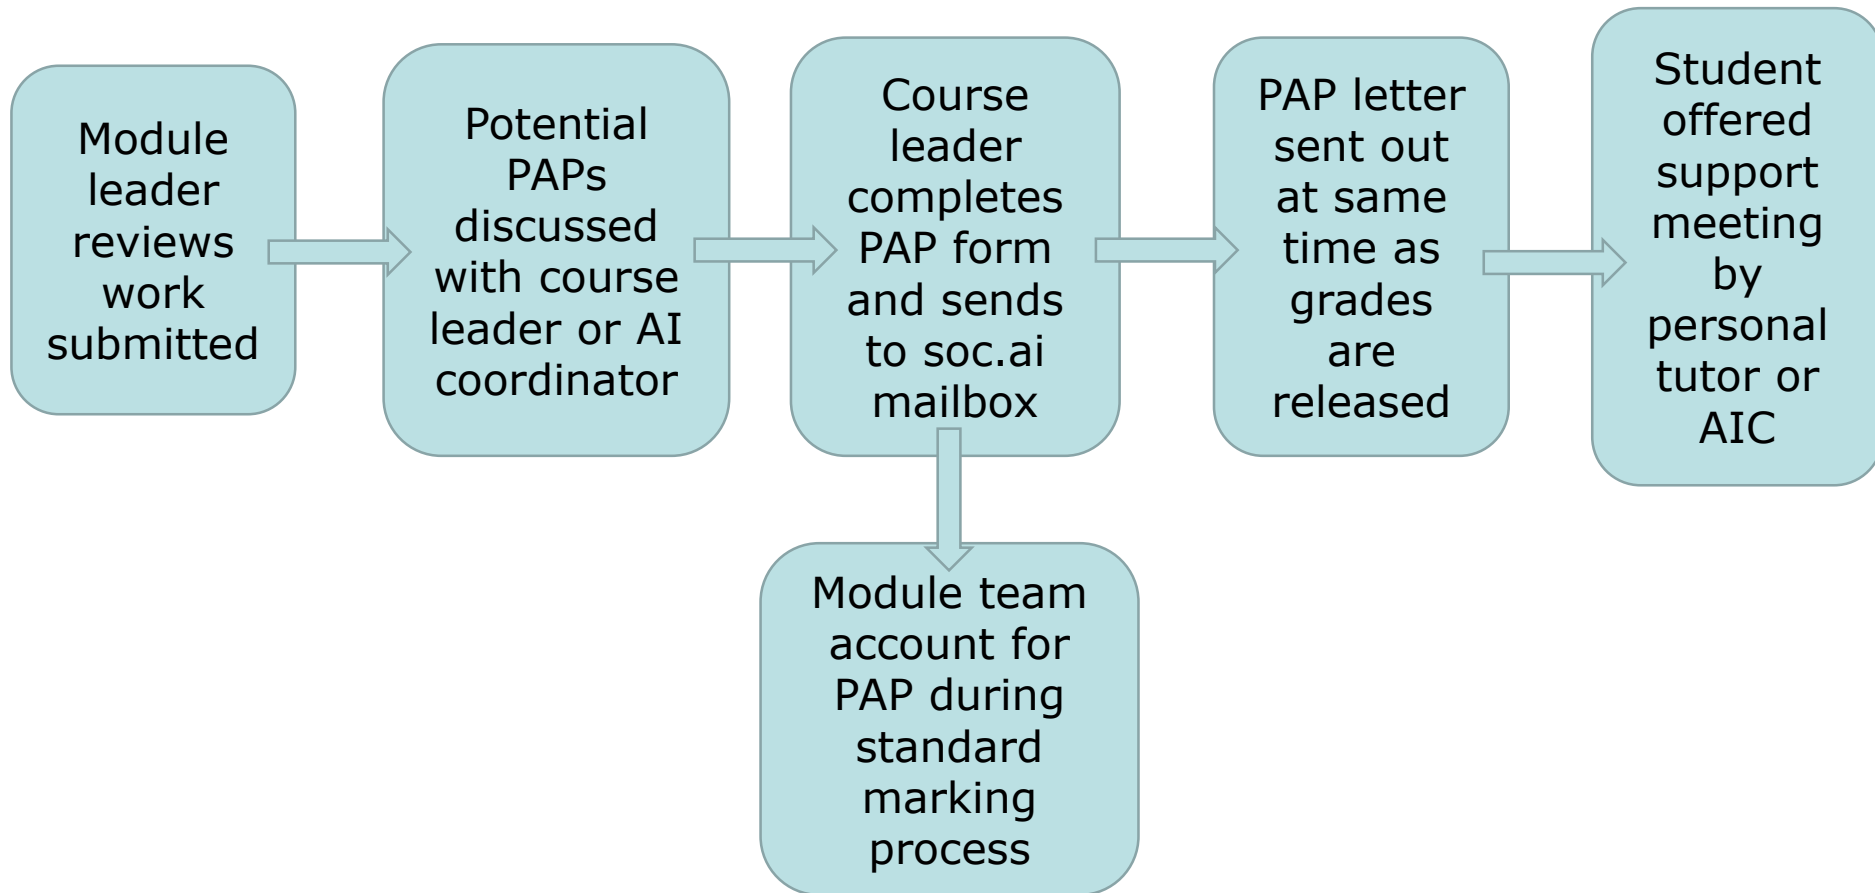 Module
leader
reviews
work
submitted
Potential
PAPs
discussed
with course
leader or AI
coordinator
Course
leader
completes
PAP form
and sends
to soc.ai
mailbox
PAP letter
sent out
at same
time as
grades
are
released
Student
offered
support
meeting
by
personal
tutor or
AIC
Module team
account for
PAP during
standard
marking
process